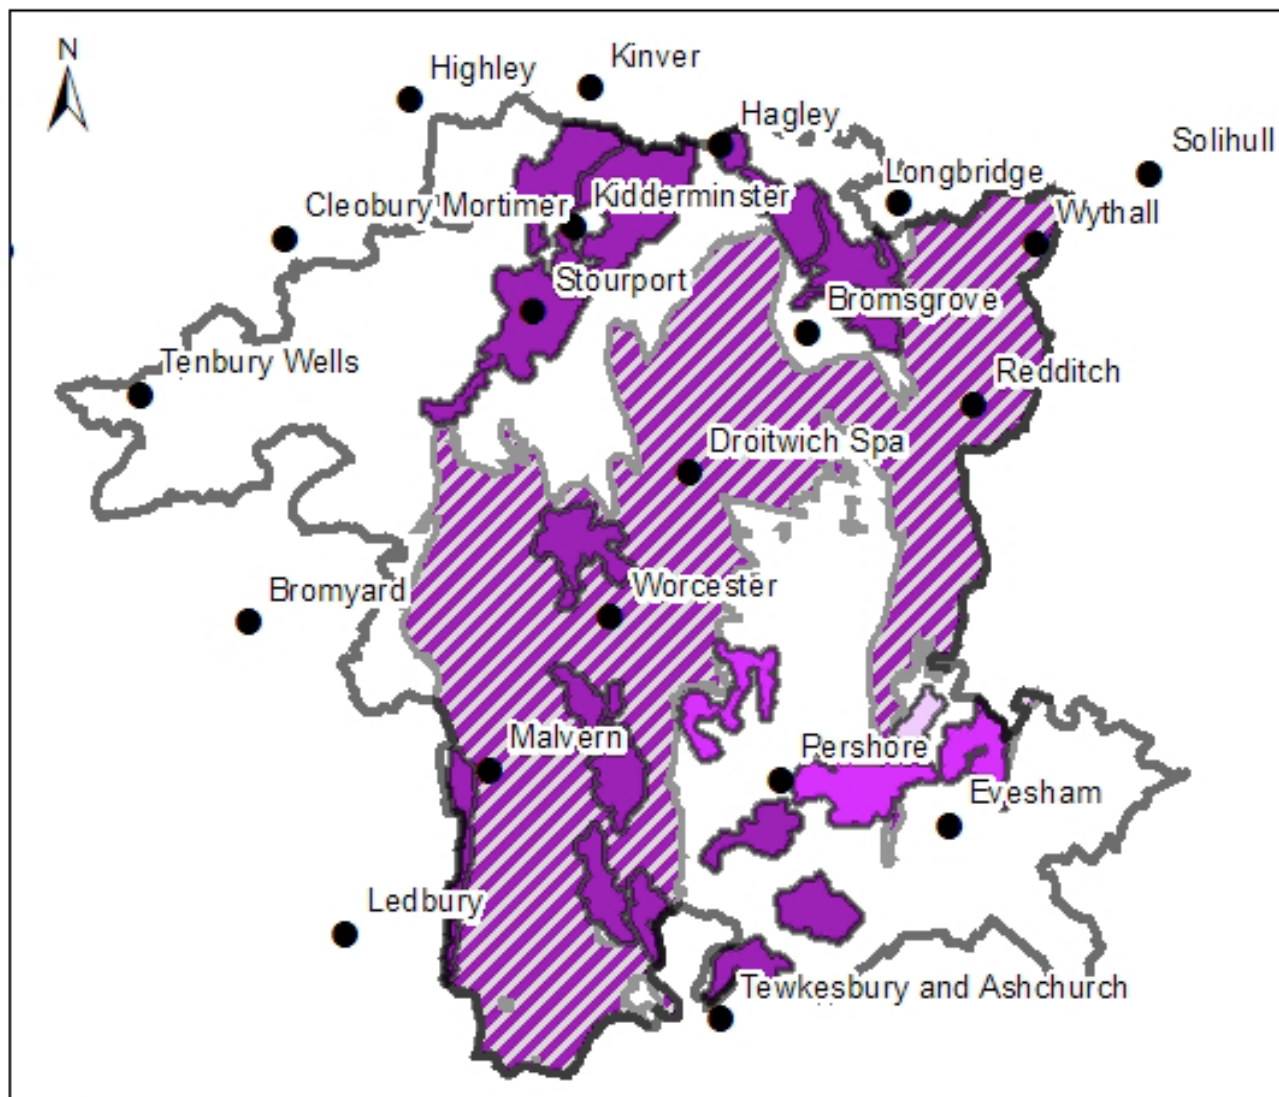 N
Kinver
Highley
Hagley
Solihull
Longbridge
Cleobury Mortimer
Kidderminster
Wythall
Stourport
Bromsgrove
Tenbury Wells
Redditch
Droitwich Spa
Bromyard
Worcester
Malvern
Pershore
Evesham
Ledbury
Tewkesbury and Ashchurch